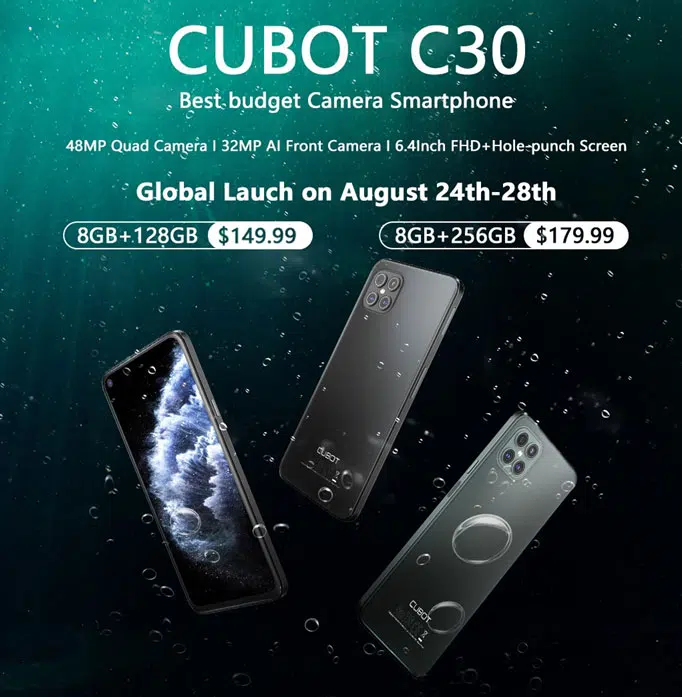 CUBOT C30
Best budget Camera Smartphone
48MP Quad Camera I 32MP AI Front Camera I 6.4Inch FHD+Hole-punch Screen
Global Lauch on August 24th-28th
8GB+128GB $149.99
8GB+256GB $179.99
CUBOT
CUBOT